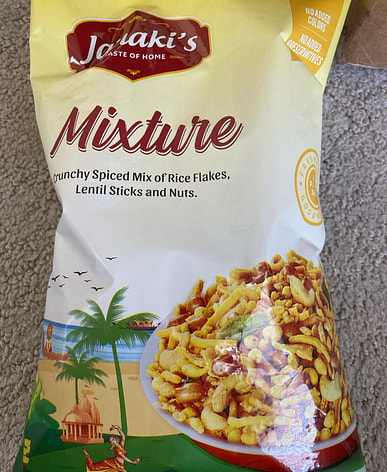 Janaki's
TASTE OF HOME
NO ADDED
COLORS
NO ADDED
PRESERVATIVES
Mixture
Crunchy Spiced Mix of Rice Flakes,
Lentil Sticks and Nuts.